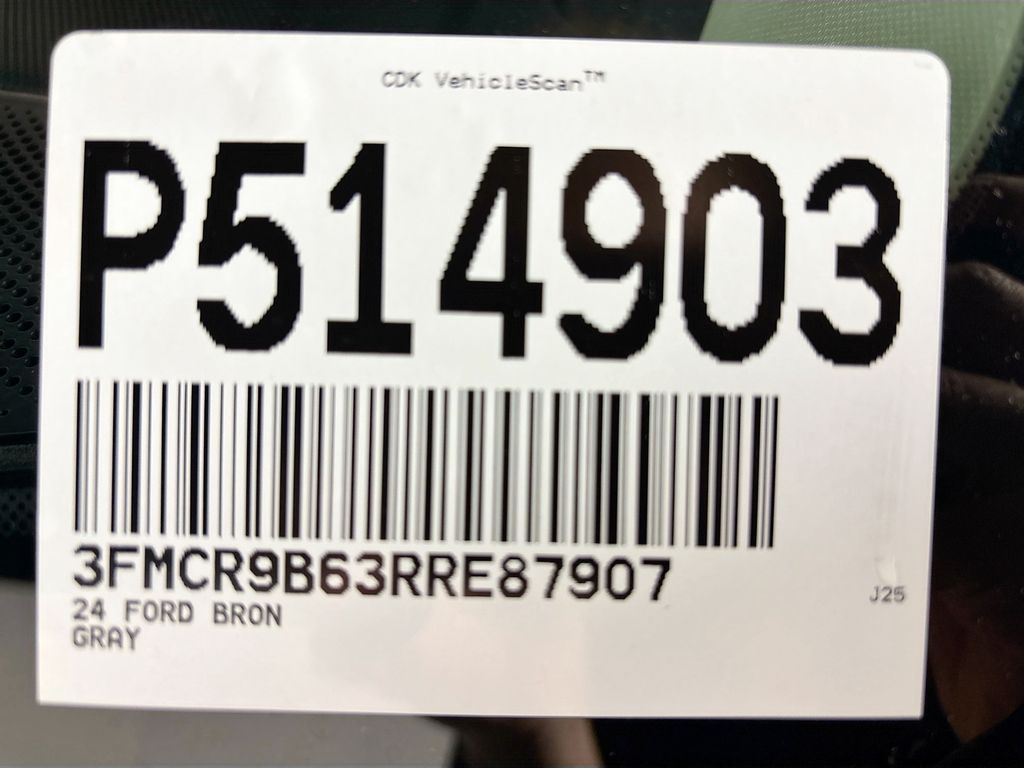 CDK VehicleScan™
P514903
3FMCR9B63RRE87907
24 FORD BRON
GRAY
J25